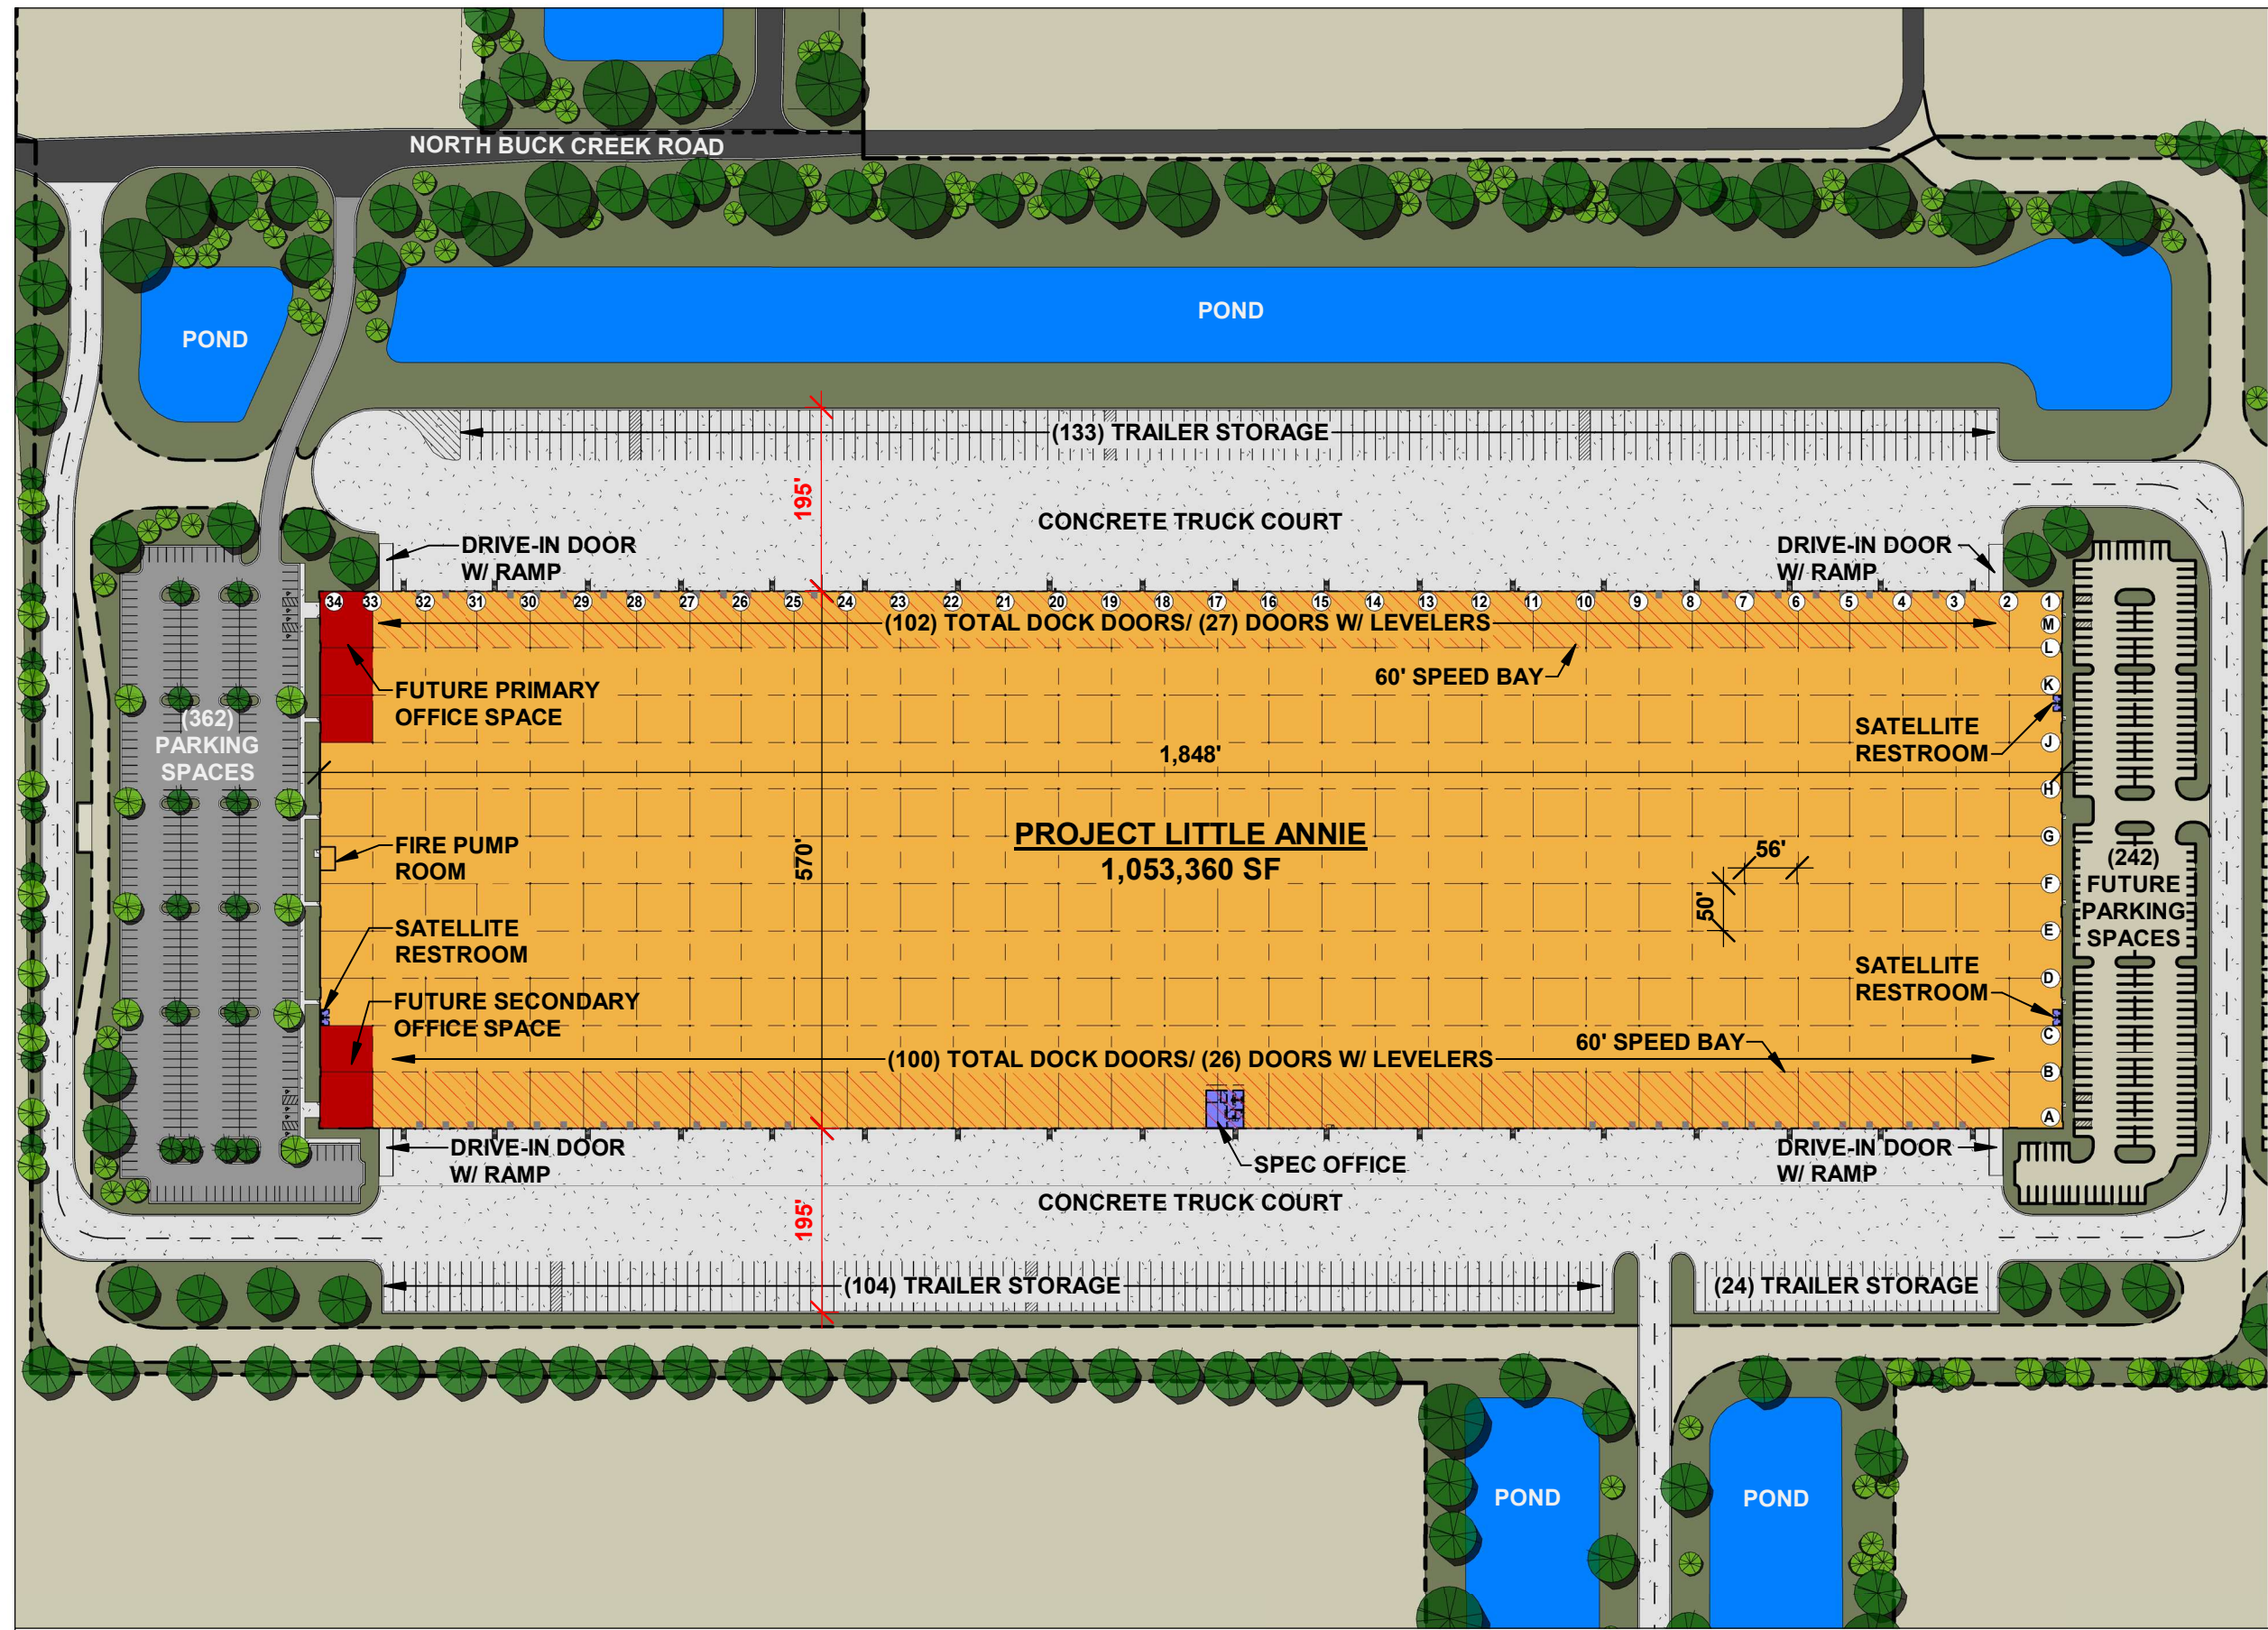 NORTH BUCK CREEK ROAD
POND
POND
(133) TRAILER STORAGE
195'
CONCRETE TRUCK COURT
DRIVE-IN DOOR
W/ RAMP
DRIVE-IN DOOR
W/ RAMP
34 33 32 31 30 29 28 27 26 25 24 23 22 21 20 19 18 17 16 15 14 13 12 11 10 9 8 7 6 5 4 3 2 1
(102) TOTAL DOCK DOORS/ (27) DOORS W/ LEVELERS
M
L
K
J
H
G
F
E
D
C
B
A
60' SPEED BAY
FUTURE PRIMARY
OFFICE SPACE
(362)
PARKING
SPACES
SATELLITE
RESTROOM
1,848'
PROJECT LITTLE ANNIE
1,053,360 SF
570'
FIRE PUMP
ROOM
56'
50'
(242)
FUTURE
PARKING
SPACES
SATELLITE
RESTROOM
SATELLITE
RESTROOM
FUTURE SECONDARY
OFFICE SPACE
60' SPEED BAY
(100) TOTAL DOCK DOORS/ (26) DOORS W/ LEVELERS
DRIVE-IN DOOR
W/ RAMP
SPEC OFFICE
DRIVE-IN DOOR
W/ RAMP
CONCRETE TRUCK COURT
195'
(104) TRAILER STORAGE
(24) TRAILER STORAGE
POND
POND